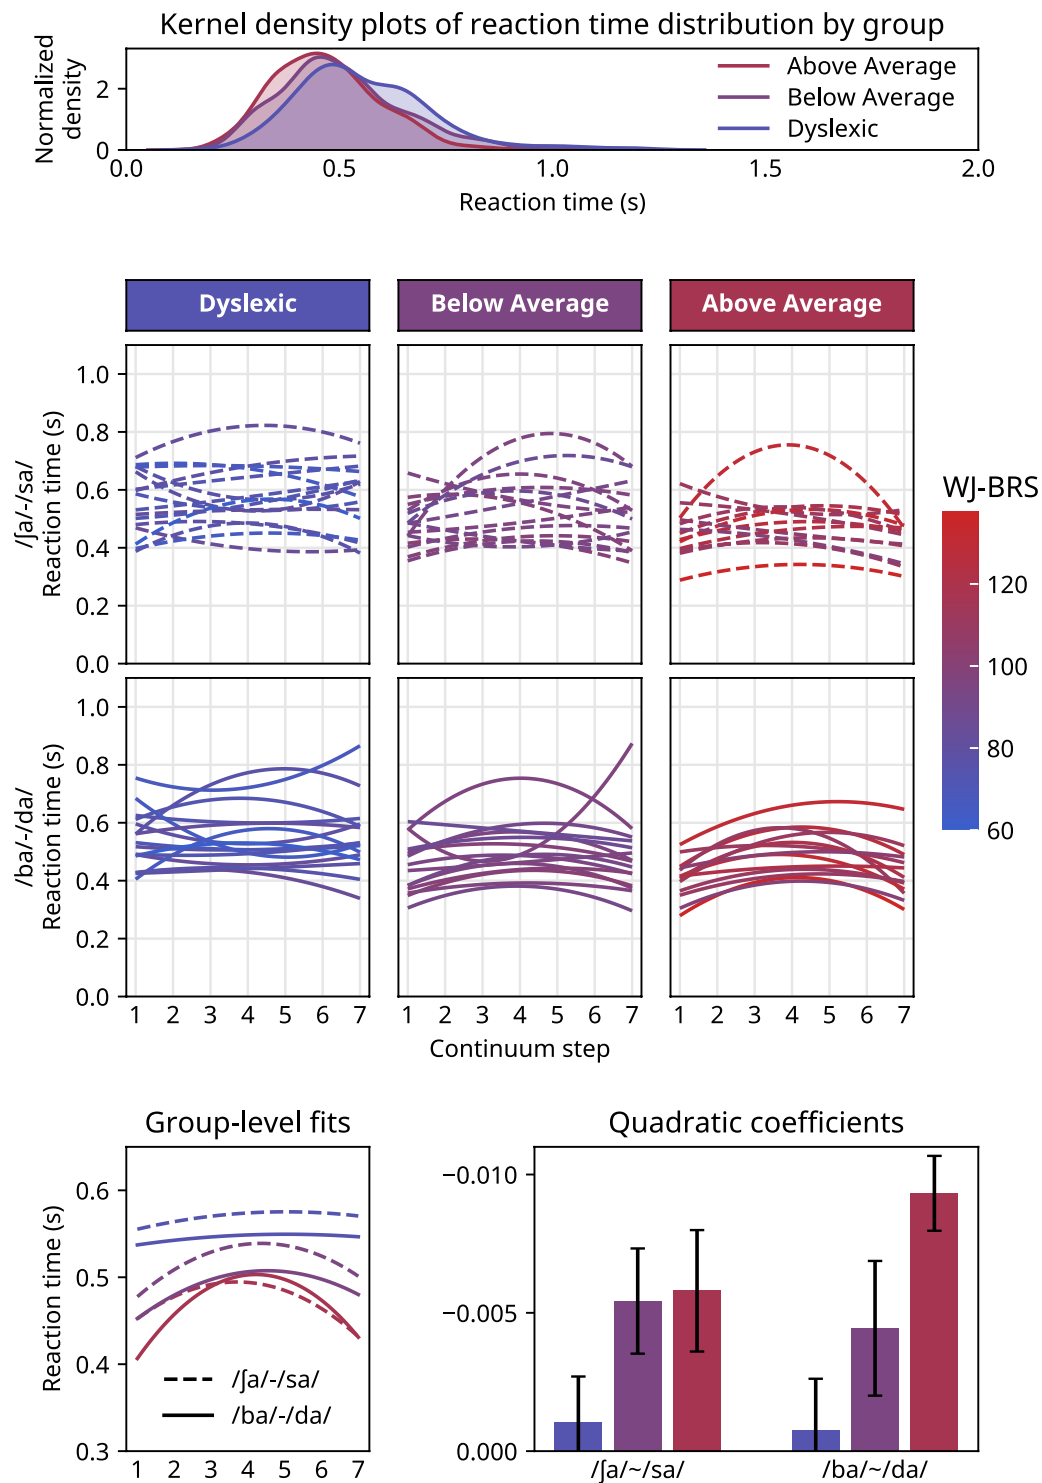 Kernel density plots of reaction time distribution by group
Normalized
density
2
0
Above Average
Below Average
Dyslexic
0.0 0.5 1.0 1.5 2.0
Reaction time (s)
Dyslexic Below Average Above Average
/ʃa/-/sa/
Reaction time (s)
1.0
0.8
0.6
0.4
0.2
0.0
/ba/-/da/
Reaction time (s)
1.0
0.8
0.6
0.4
0.2
0.0
1 2 3 4 5 6 7 1 2 3 4 5 6 7 1 2 3 4 5 6 7
Continuum step
WJ-BRS
120
100
80
60
Group-level fits
Reaction time (s)
0.6
0.5
0.4
0.3
/ʃa/-/sa/
/ba/-/da/
1 2 3 4 5 6 7
Quadratic coefficients
−0.010
−0.005
0.000
/ʃa/~/sa/ /ba/~/da/